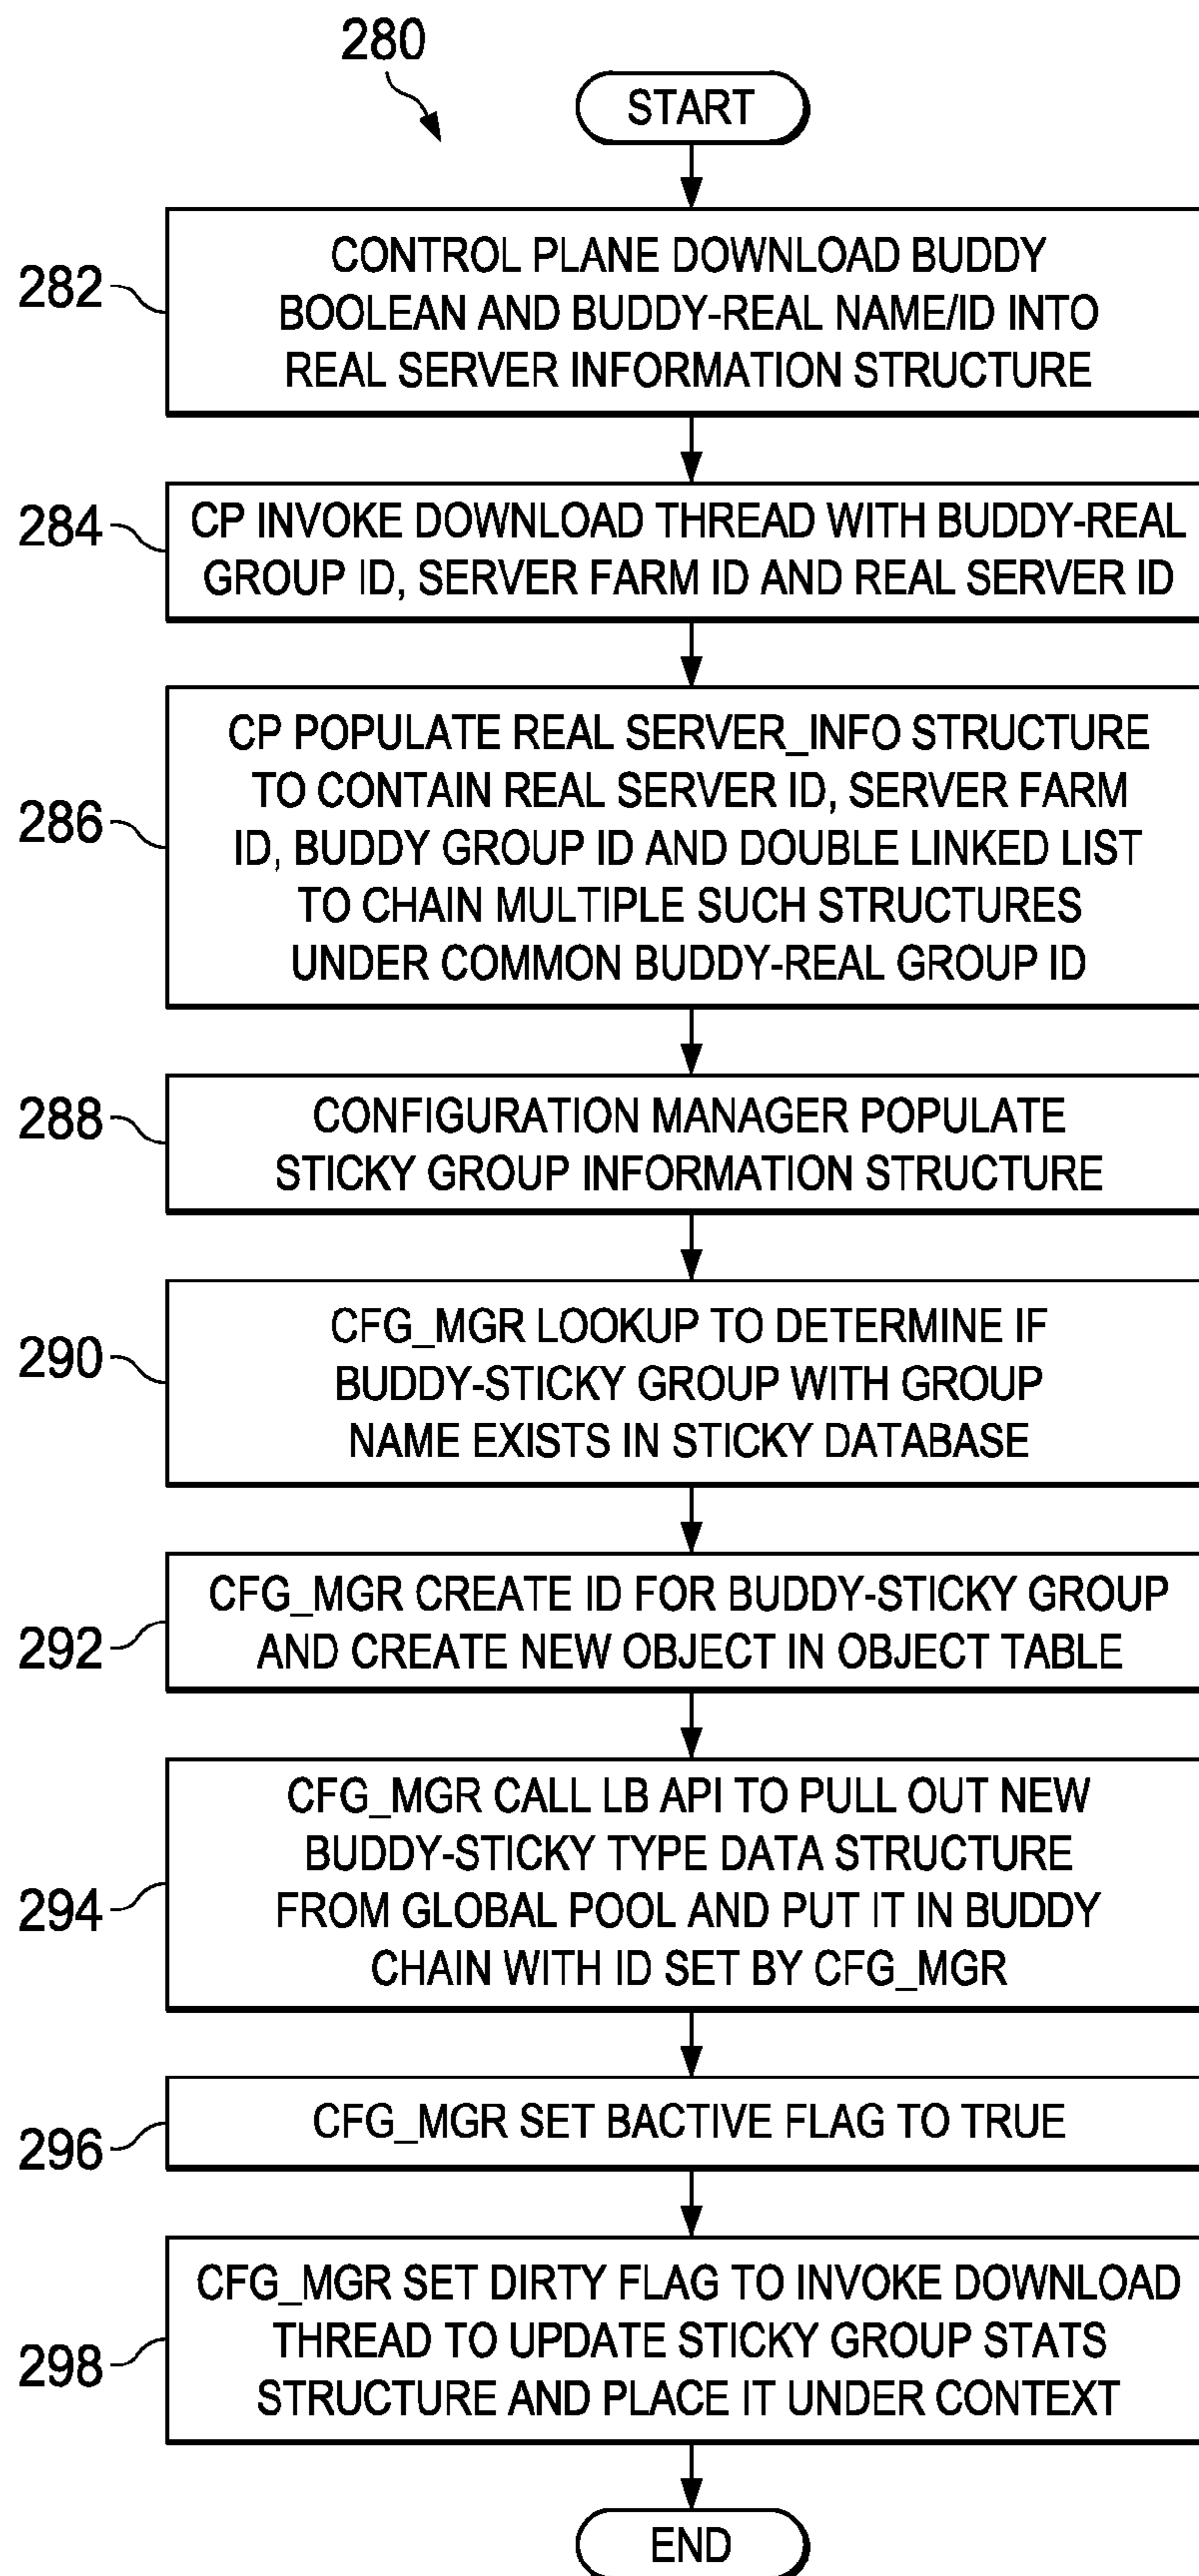 280
START
282
CONTROL PLANE DOWNLOAD BUDDY
BOOLEAN AND BUDDY-REAL NAME/ID INTO
REAL SERVER INFORMATION STRUCTURE
284
CP INVOKE DOWNLOAD THREAD WITH BUDDY-REAL
GROUP ID, SERVER FARM ID AND REAL SERVER ID
286
CP POPULATE REAL SERVER_INFO STRUCTURE
TO CONTAIN REAL SERVER ID, SERVER FARM
ID, BUDDY GROUP ID AND DOUBLE LINKED LIST
TO CHAIN MULTIPLE SUCH STRUCTURES
UNDER COMMON BUDDY-REAL GROUP ID
288
CONFIGURATION MANAGER POPULATE
STICKY GROUP INFORMATION STRUCTURE
290
CFG_MGR LOOKUP TO DETERMINE IF
BUDDY-STICKY GROUP WITH GROUP
NAME EXISTS IN STICKY DATABASE
292
CFG_MGR CREATE ID FOR BUDDY-STICKY GROUP
AND CREATE NEW OBJECT IN OBJECT TABLE
294
CFG_MGR CALL LB API TO PULL OUT NEW
BUDDY-STICKY TYPE DATA STRUCTURE
FROM GLOBAL POOL AND PUT IT IN BUDDY
CHAIN WITH ID SET BY CFG_MGR
296
CFG_MGR SET BACTIVE FLAG TO TRUE
298
CFG_MGR SET DIRTY FLAG TO INVOKE DOWNLOAD
THREAD TO UPDATE STICKY GROUP STATS
STRUCTURE AND PLACE IT UNDER CONTEXT
END